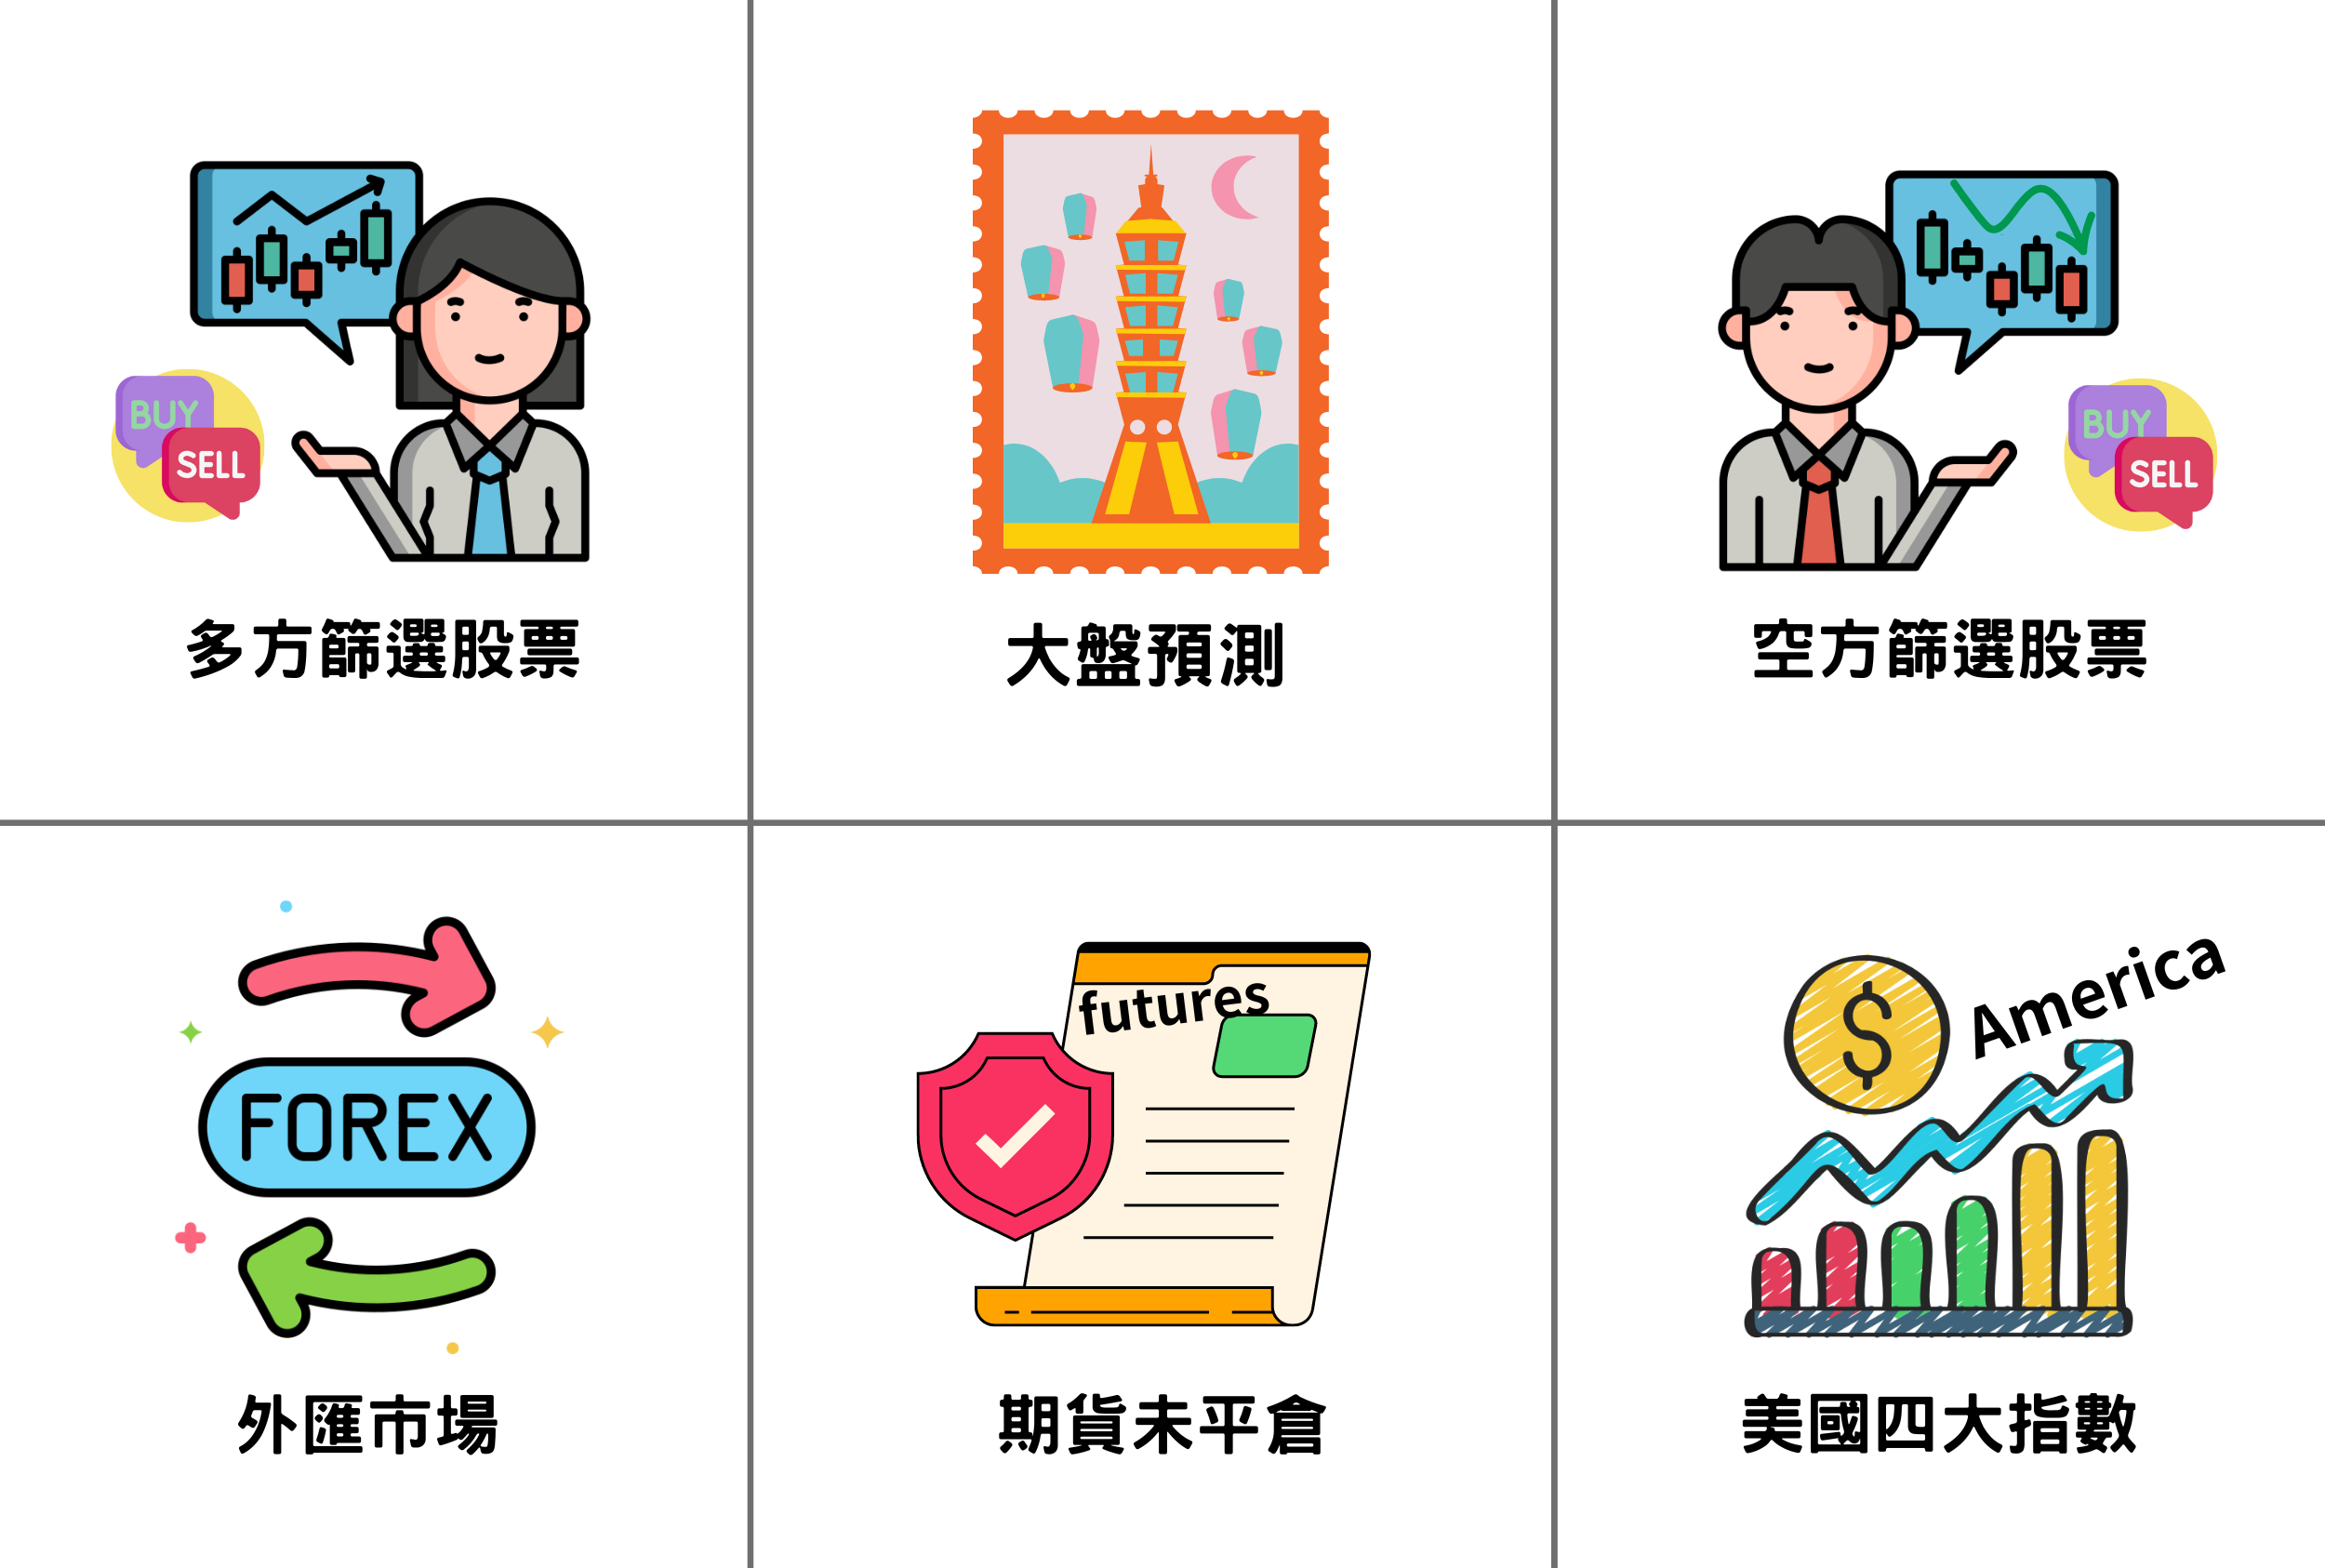 BUY
SELL
多方篩選股票
大盤預測
BUY
SELL
空方篩選股票
FOREX
外匯市場
futures
期貨未平倉
America
$
美國四大指數